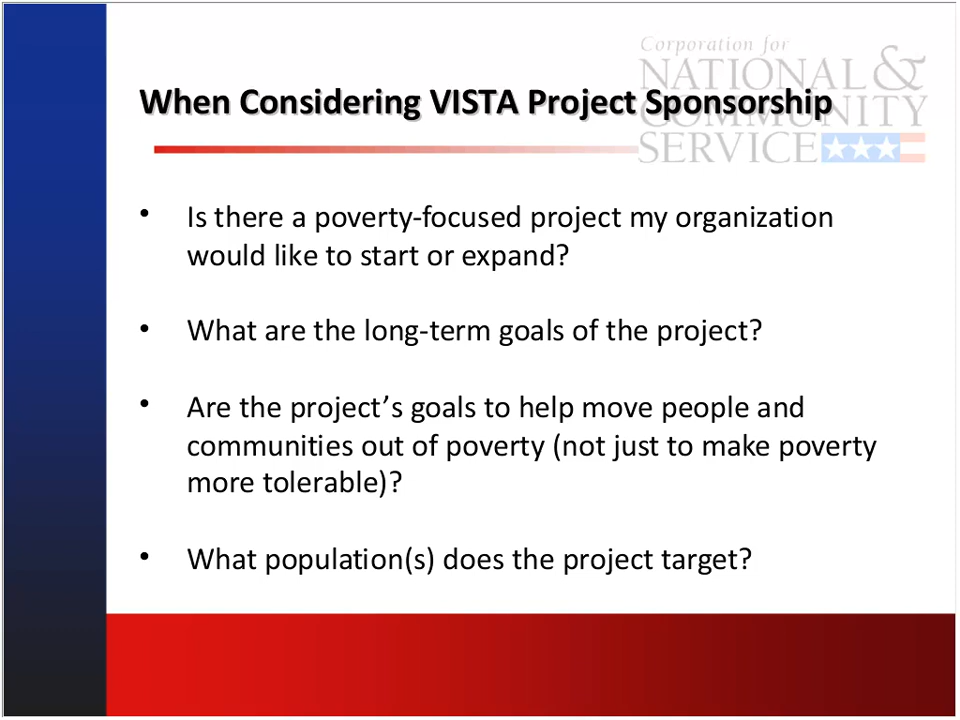 Corporation for
NATIONAL &
COMMUNITY
SERVICE
When Considering VISTA Project Sponsorship
• Is there a poverty-focused project my organization
would like to start or expand?
• What are the long-term goals of the project?
• Are the project’s goals to help move people and
communities out of poverty (not just to make poverty
more tolerable)?
• What population(s) does the project target?